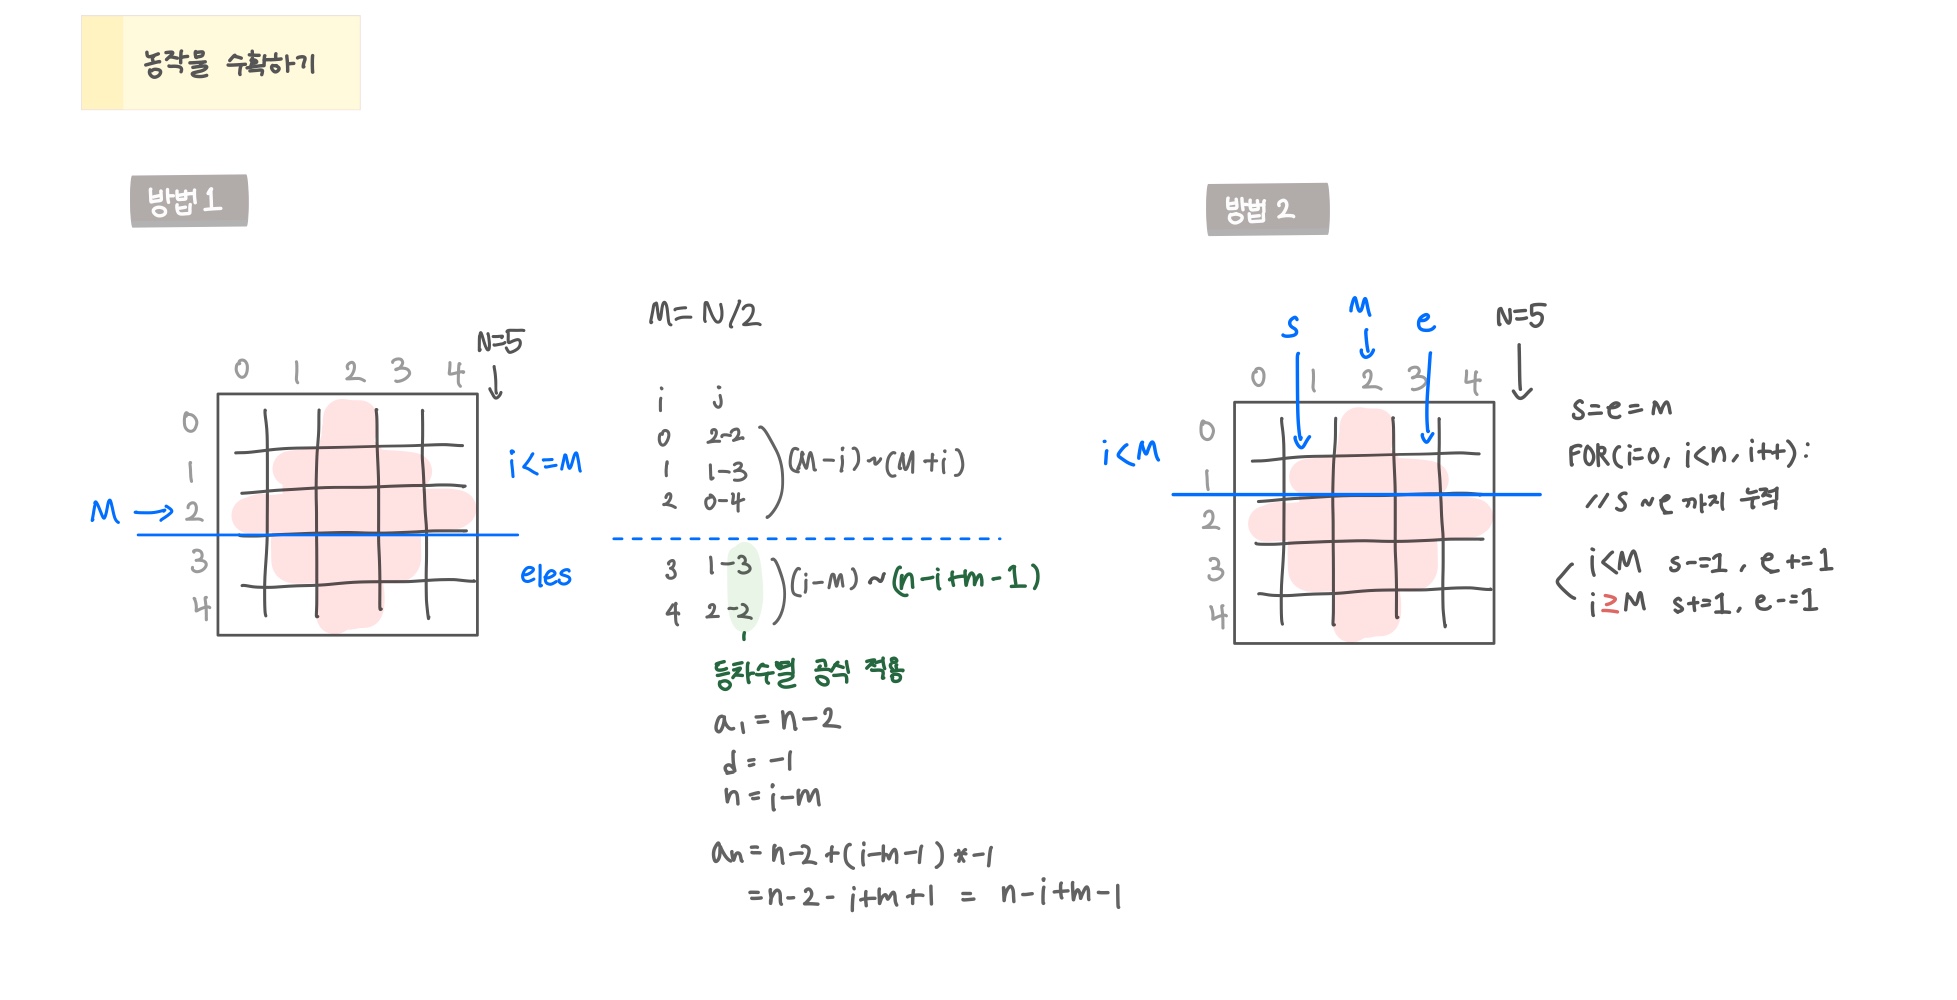 농작물 수확하기
방법 1
N=5
0 1 2 3 4
0
1
M → 2
3
4
i<=M
eles
M= N/2
i j
0 2-2
1 1-3
2 0-4
(M-i)~(M+i)
3 1-3
4 2-2
(i-m) ~ (n-i+m-1)
등차수열 공식 적용
a1 = n-2
d = -1
n = i-m
an = n-2+(i-m-1)*-1
=n-2-i+m+1 = n-i+m-1
방법 2
s M e N=5
0 1 2 3 4
0
1
2
3
4
i<M
s=e=m
FOR(i=0, i<n, i++):
//s ~e 까지 누적
i<M s-=1, e+=1
i≥M s+=1, e-=1